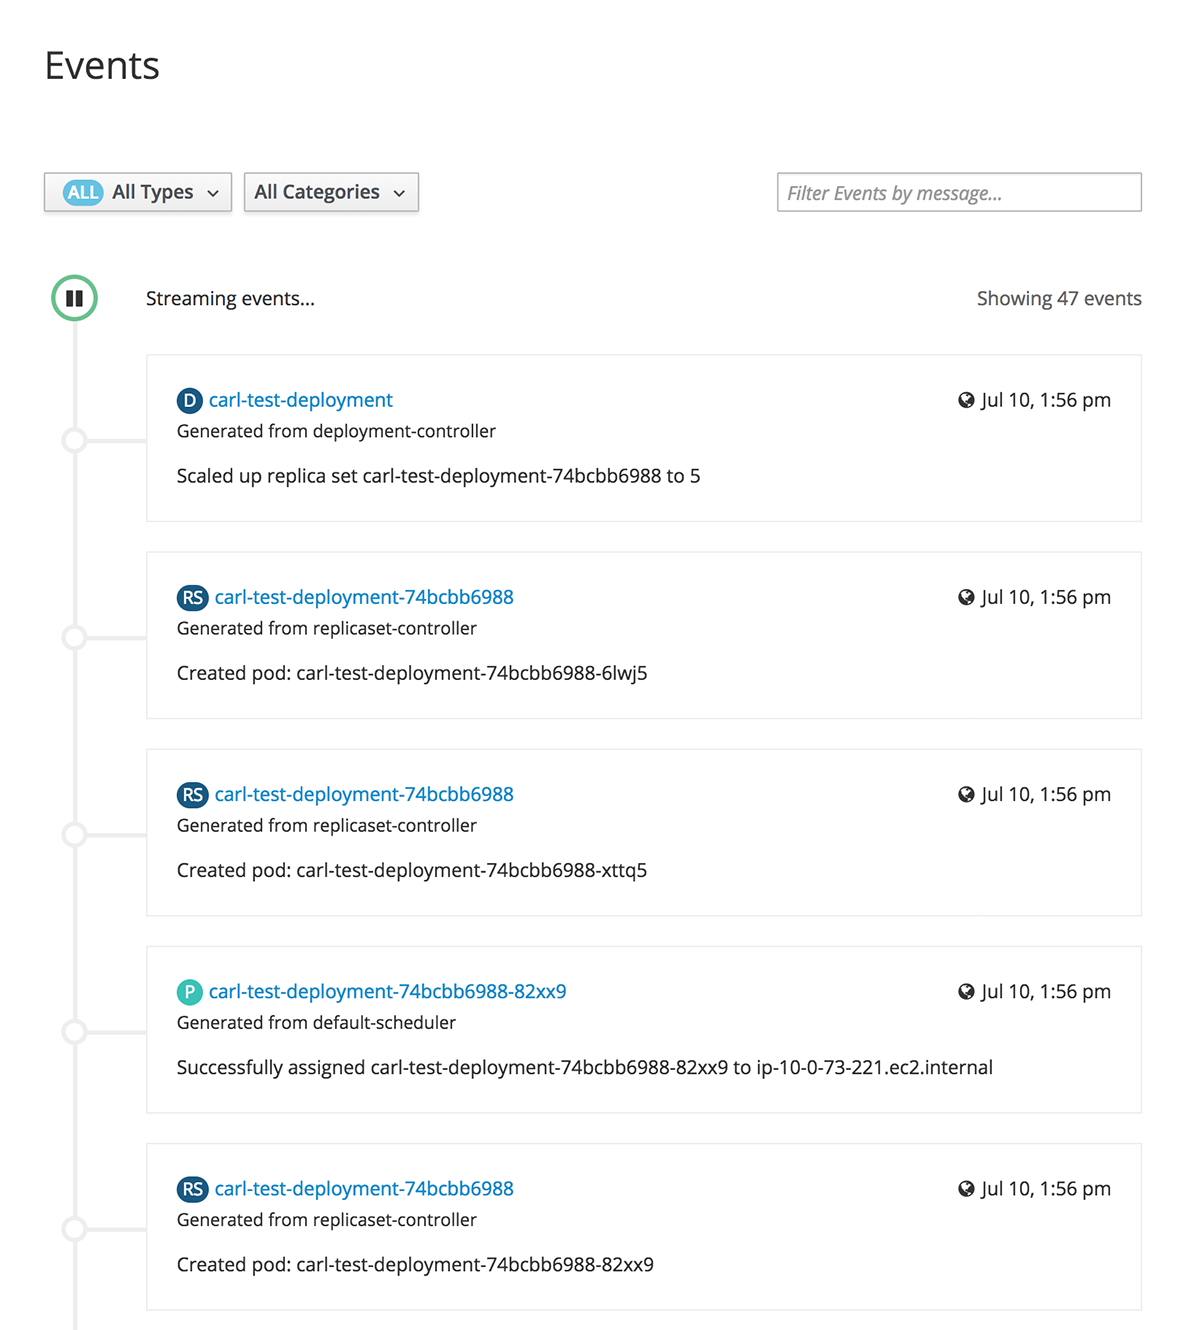 Events
ALL All Types All Categories Filter Events by message...
Streaming events... Showing 47 events
D carl-test-deployment Jul 10, 1:56 pm
Generated from deployment-controller
Scaled up replica set carl-test-deployment-74bcbb6988 to 5
RS carl-test-deployment-74bcbb6988 Jul 10, 1:56 pm
Generated from replicaset-controller
Created pod: carl-test-deployment-74bcbb6988-6lwj5
RS carl-test-deployment-74bcbb6988 Jul 10, 1:56 pm
Generated from replicaset-controller
Created pod: carl-test-deployment-74bcbb6988-xttq5
P carl-test-deployment-74bcbb6988-82xx9 Jul 10, 1:56 pm
Generated from default-scheduler
Successfully assigned carl-test-deployment-74bcbb6988-82xx9 to ip-10-0-73-221.ec2.internal
RS carl-test-deployment-74bcbb6988 Jul 10, 1:56 pm
Generated from replicaset-controller
Created pod: carl-test-deployment-74bcbb6988-82xx9